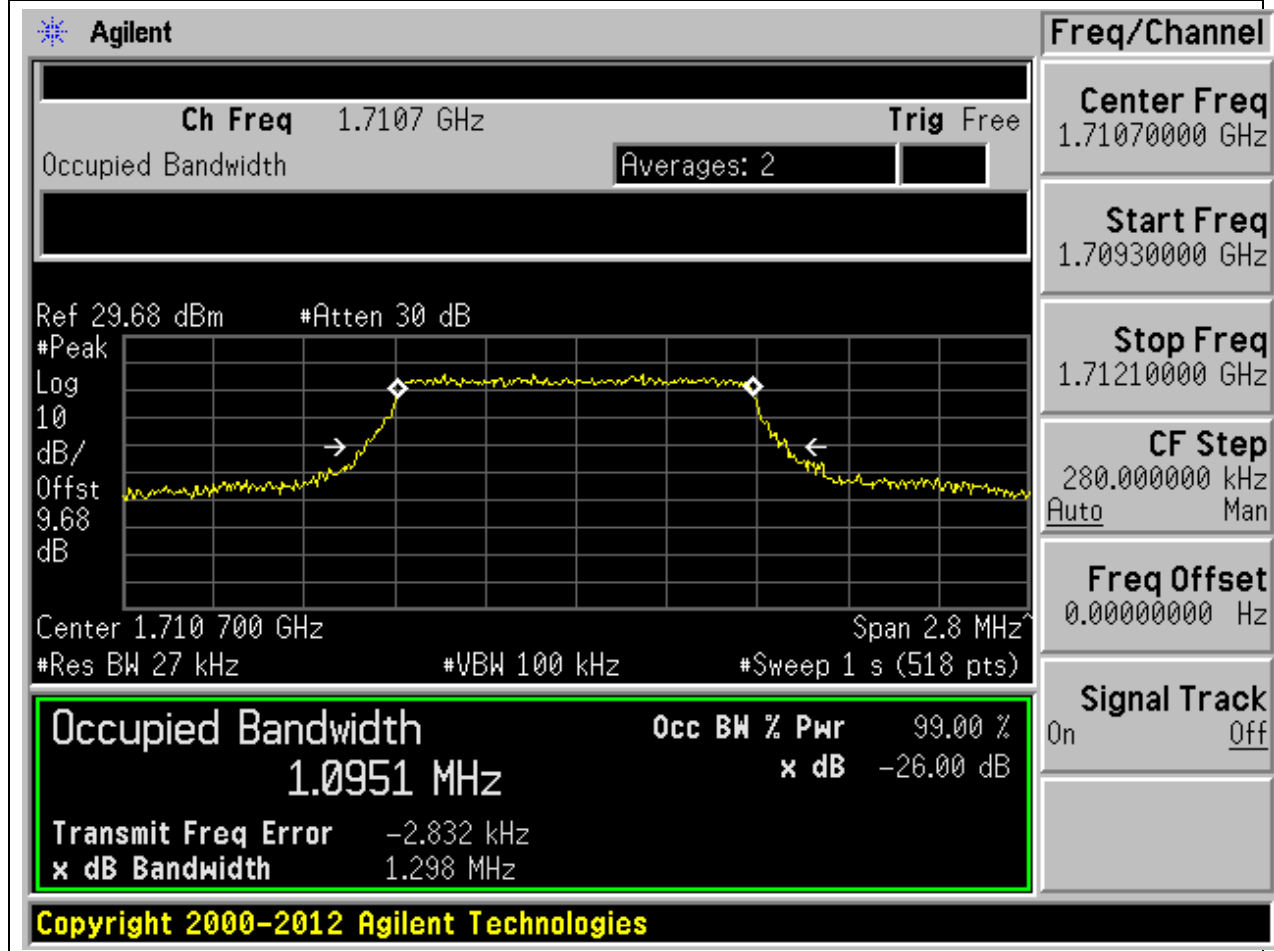 Agilent
Freq/Channel
Ch Freq 1.7107 GHz Trig Free
Occupied Bandwidth Averages: 2
Ref 29.68 dBm #Atten 30 dB
#Peak
Log
10
dB/
Offst
9.68
dB
Center 1.710 700 GHz Span 2.8 MHz^
#Res BW 27 kHz #VBW 100 kHz #Sweep 1 s (518 pts)
Occupied Bandwidth Occ BW % Pwr 99.00 %
1.0951 MHz x dB -26.00 dB
Transmit Freq Error -2.832 kHz
x dB Bandwidth 1.298 MHz
Copyright 2000-2012 Agilent Technologies
Center Freq
1.71070000 GHz
Start Freq
1.70930000 GHz
Stop Freq
1.71210000 GHz
CF Step
280.000000 kHz
Auto Man
Freq Offset
0.00000000 Hz
Signal Track
On Off